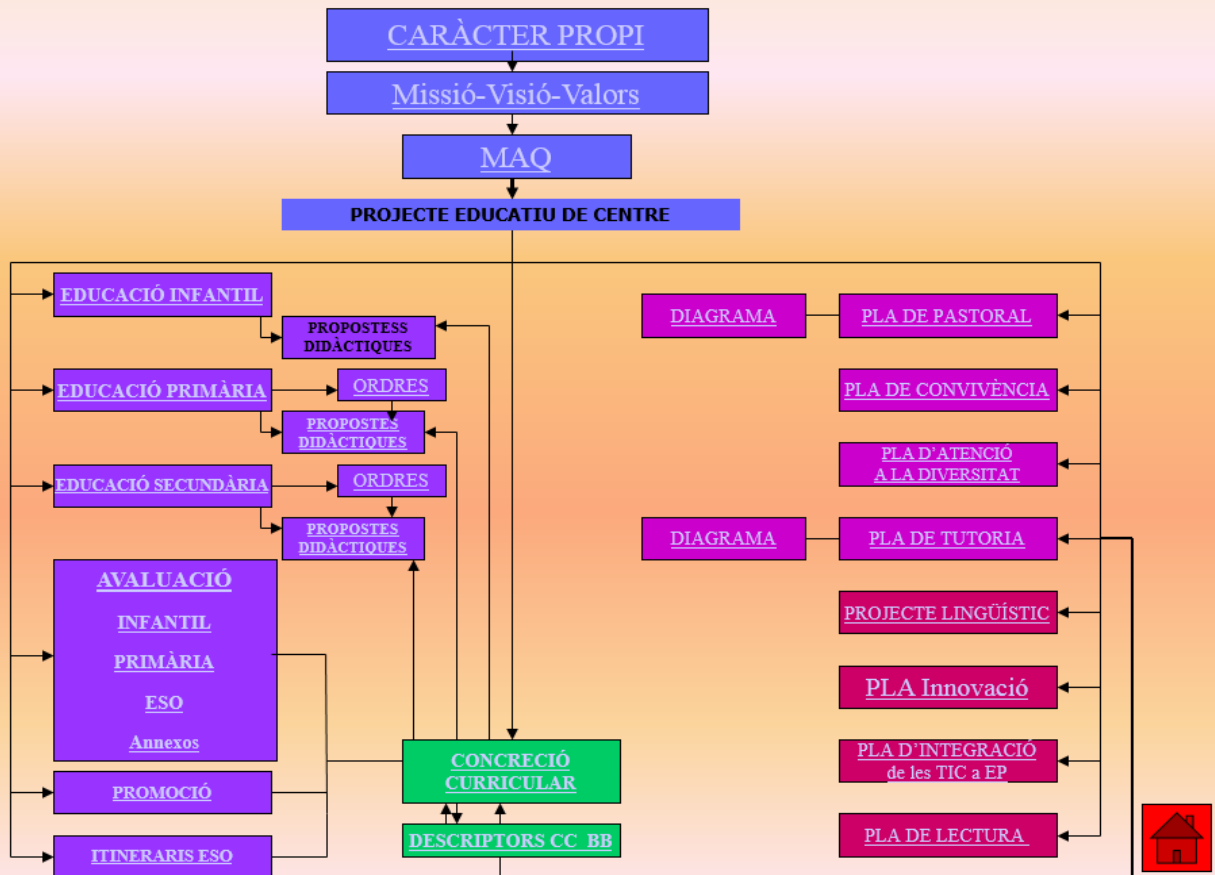 CARÀCTER PROPI
Missió-Visió-Valors
MAQ
PROJECTE EDUCATIU DE CENTRE
EDUCACIÓ INFANTIL
PROPOSTESS
DIDÀCTIQUES
EDUCACIÓ PRIMÀRIA
ORDRES
PROPOSTES
DIDÀCTIQUES
EDUCACIÓ SECUNDÀRIA
ORDRES
PROPOSTES
DIDÀCTIQUES
AVALUACIÓ
INFANTIL
PRIMÀRIA
ESO
Annexos
PROMOCIÓ
ITINERARIS ESO
CONCRECIÓ
CURRICULAR
DESCRIPTORS CC BB
DIAGRAMA
PLA DE PASTORAL
PLA DE CONVIVÈNCIA
PLA D'ATENCIÓ
A LA DIVERSITAT
DIAGRAMA
PLA DE TUTORIA
PROJECTE LINGÜÍSTIC
PLA Innovació
PLA D'INTEGRACIÓ
de les TIC a EP
PLA DE LECTURA